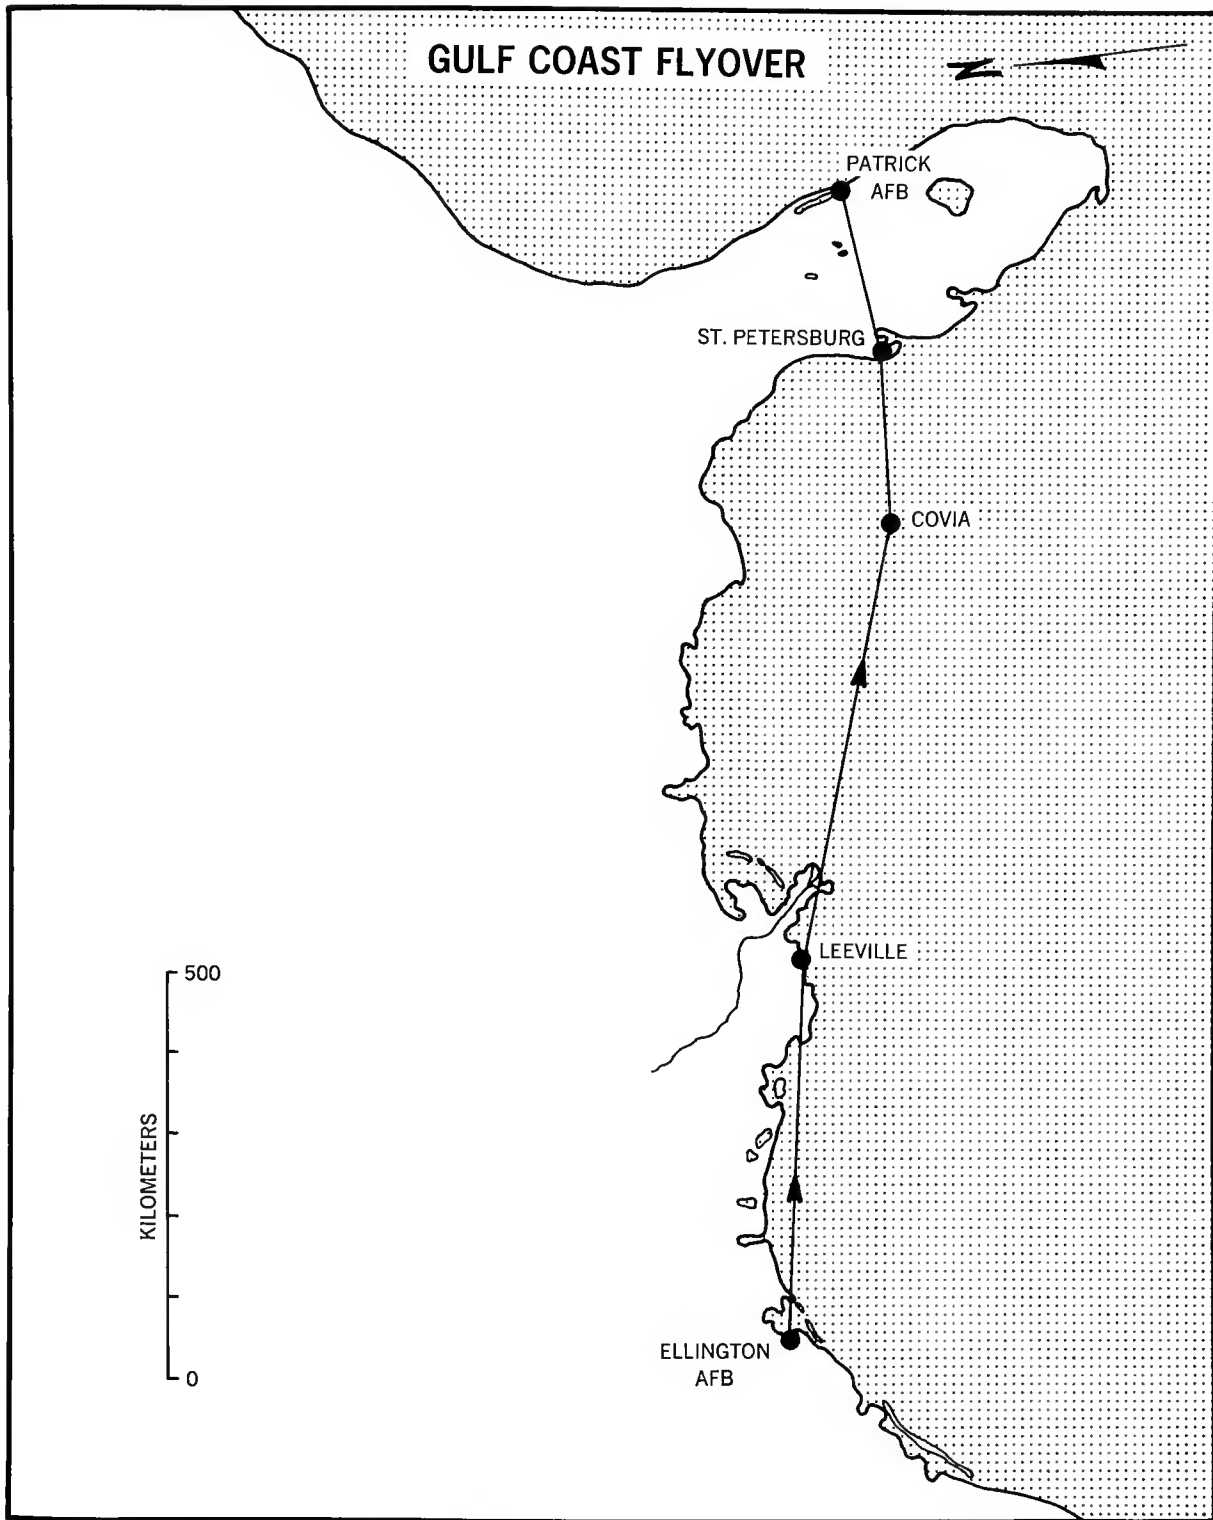 GULF COAST FLYOVER
N
PATRICK
AFB
ST. PETERSBURG
COVIA
LEEVILLE
500
KILOMETERS
0
ELLINGTON
AFB